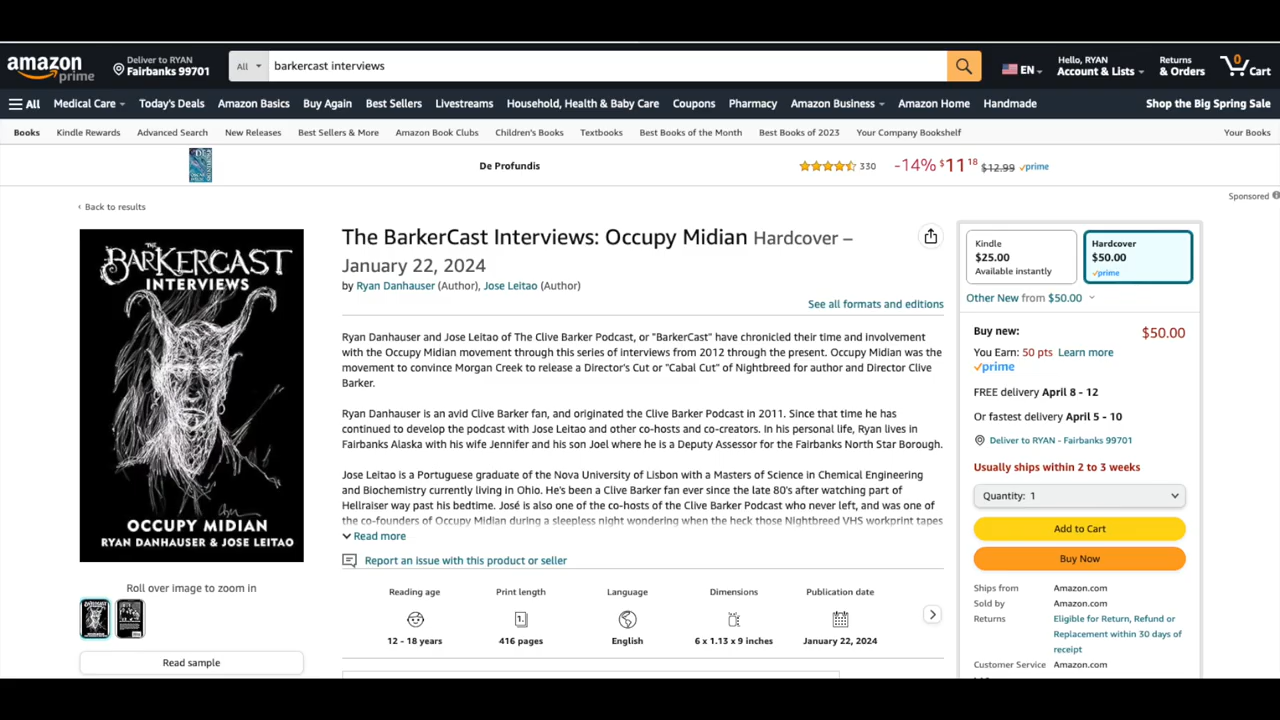 amazon prime
Deliver to RYAN
Fairbanks 99701
All
barkercast interviews
EN
Hello, RYAN
Account & Lists
Returns
& Orders
0
Cart
All
Medical Care
Today's Deals
Amazon Basics
Buy Again
Best Sellers
Livestreams
Household, Health & Baby Care
Coupons
Pharmacy
Amazon Business
Amazon Home
Handmade
Shop the Big Spring Sale
Books
Kindle Rewards
Advanced Search
New Releases
Best Sellers & More
Amazon Book Clubs
Children's Books
Textbooks
Best Books of the Month
Best Books of 2023
Your Company Bookshelf
Your Books
De Profundis
330
-14% $11 18 $12.99 prime
Sponsored
‹ Back to results
THE
BARKERCAST
INTERVIEWS
OCCUPY MIDIAN
RYAN DANHAUSER & JOSE LEITAO
Roll over image to zoom in
Read sample
The BarkerCast Interviews: Occupy Midian Hardcover –
January 22, 2024
by Ryan Danhauser (Author), Jose Leitao (Author)
See all formats and editions
Ryan Danhauser and Jose Leitao of The Clive Barker Podcast, or "BarkerCast" have chronicled their time and involvement
with the Occupy Midian movement through this series of interviews from 2012 through the present. Occupy Midian was the
movement to convince Morgan Creek to release a Director's Cut or "Cabal Cut" of Nightbreed for author and Director Clive
Barker.
Ryan Danhauser is an avid Clive Barker fan, and originated the Clive Barker Podcast in 2011. Since that time he has
continued to develop the podcast with Jose Leitao and other co-hosts and co-creators. In his personal life, Ryan lives in
Fairbanks Alaska with his wife Jennifer and his son Joel where he is a Deputy Assessor for the Fairbanks North Star Borough.
Jose Leitao is a Portuguese graduate of the Nova University of Lisbon with a Masters of Science in Chemical Engineering
and Biochemistry currently living in Ohio. He's been a Clive Barker fan ever since the late 80's after watching part of
Hellraiser way past his bedtime. José is also one of the co-hosts of the Clive Barker Podcast who never left, and was one of
the co-founders of Occupy Midian during a sleepless night wondering when the heck those Nightbreed VHS workprint tapes
Read more
Report an issue with this product or seller
Reading age
12 - 18 years
Print length
416 pages
Language
English
Dimensions
6 x 1.13 x 9 inches
Publication date
January 22, 2024
Kindle
$25.00
Available instantly
Hardcover
$50.00
prime
Other New from $50.00
Buy new:
$50.00
You Earn: 50 pts Learn more
prime
FREE delivery April 8 - 12
Or fastest delivery April 5 - 10
Deliver to RYAN - Fairbanks 99701
Usually ships within 2 to 3 weeks
Quantity: 1
Add to Cart
Buy Now
Ships from Amazon.com
Sold by Amazon.com
Returns Eligible for Return, Refund or
Replacement within 30 days of
receipt
Customer Service Amazon.com